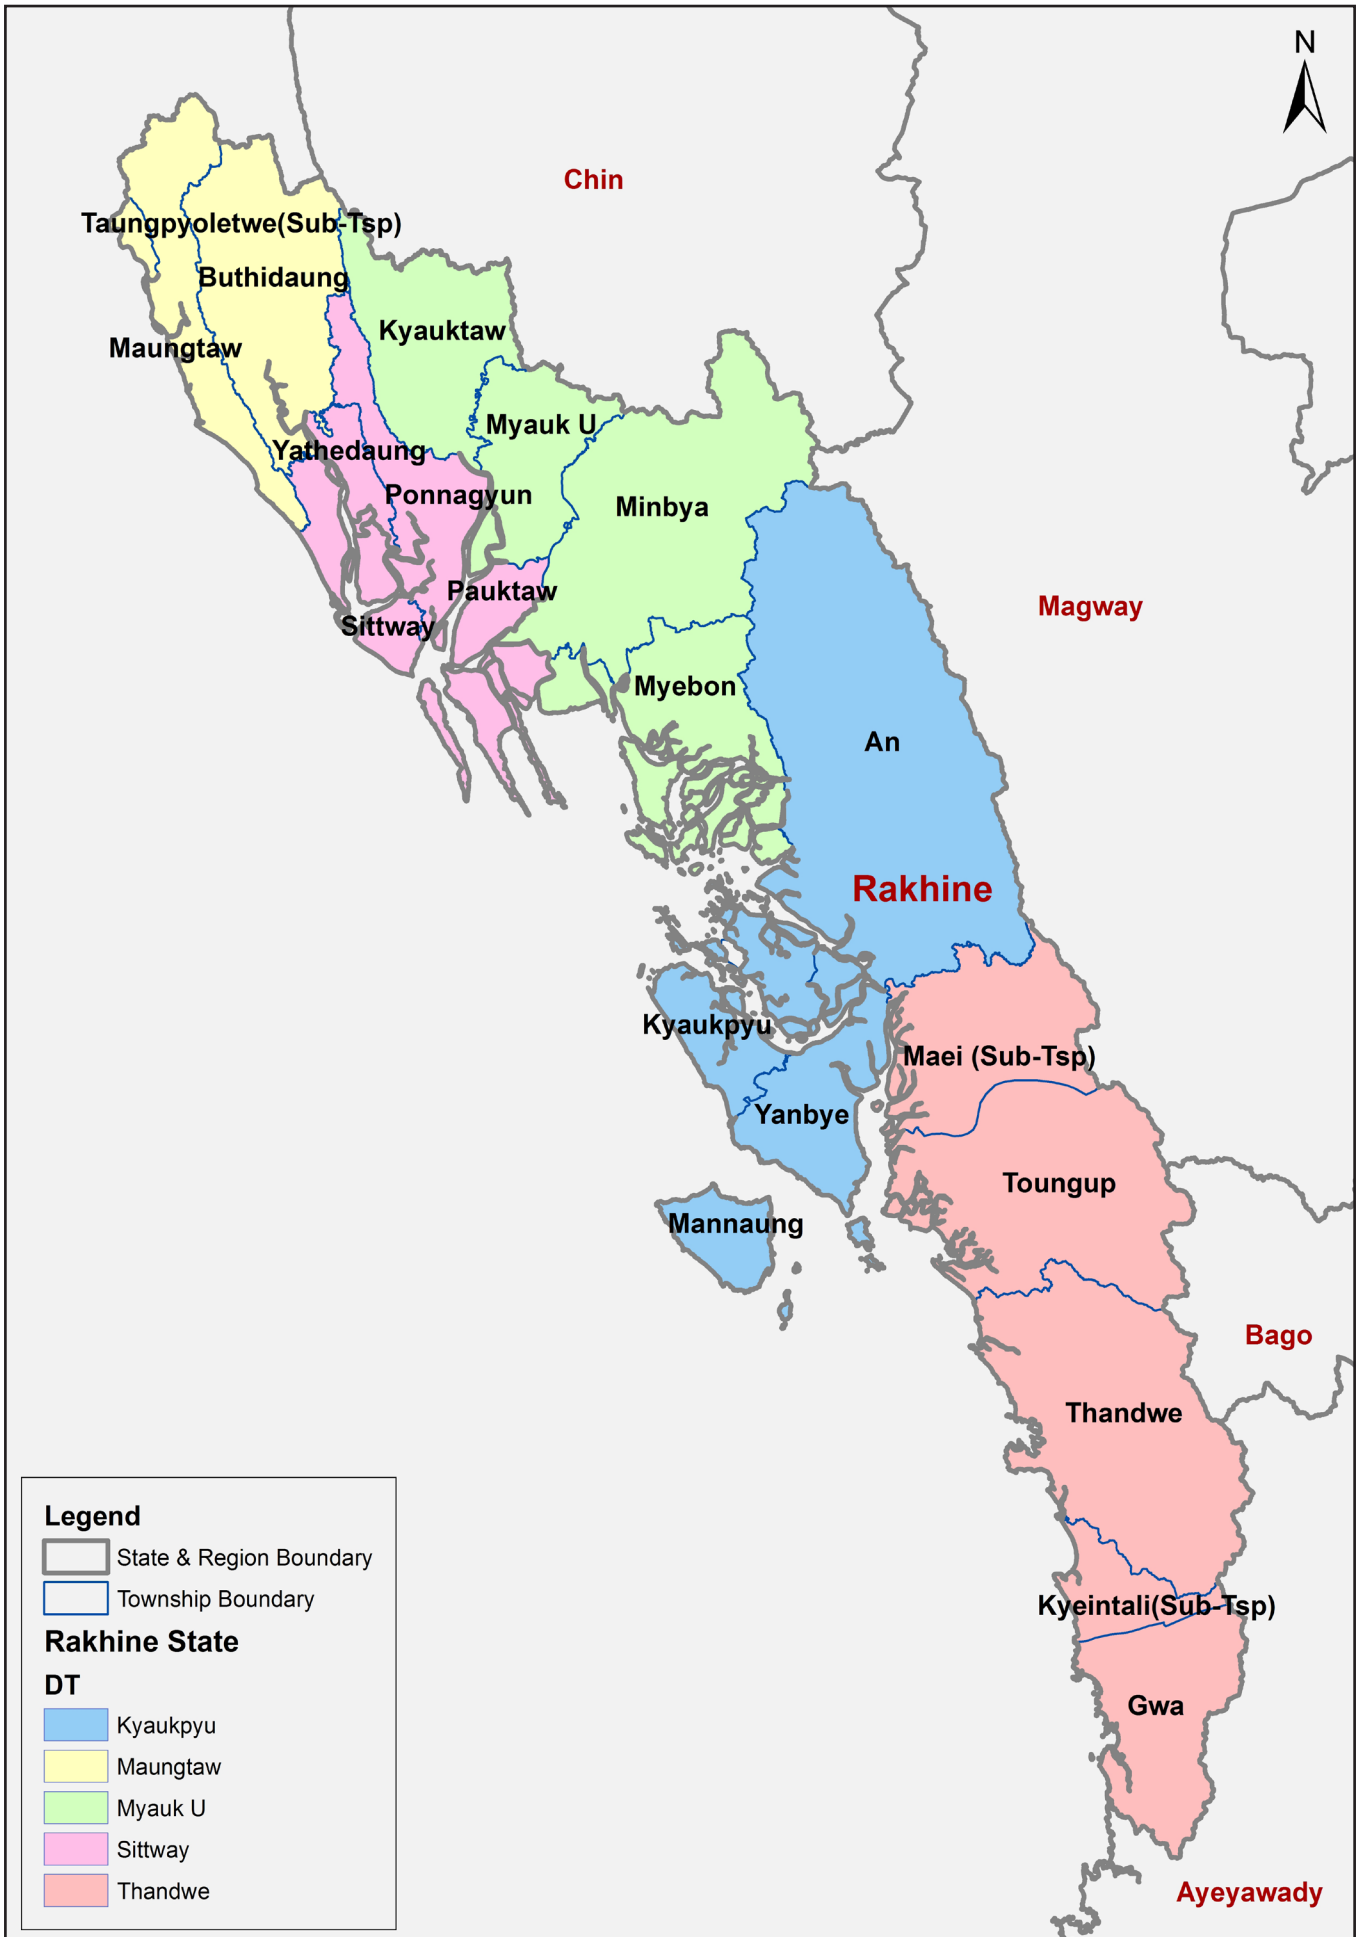 N
Chin
Taungpyoletwe(Sub-Tsp)
Buthidaung
Kyauktaw
Maungtaw
Myauk U
Yathedaung
Ponnagyun
Minbya
Pauktaw
Magway
Sittway
Myebon
An
Rakhine
Kyaukpyu
Maei (Sub-Tsp)
Yanbye
Toungup
Mannaung
Bago
Thandwe
Kyeintali(Sub-Tsp)
Gwa
Ayeyawady
Legend
State & Region Boundary
Township Boundary
Rakhine State
DT
Kyaukpyu
Maungtaw
Myauk U
Sittway
Thandwe